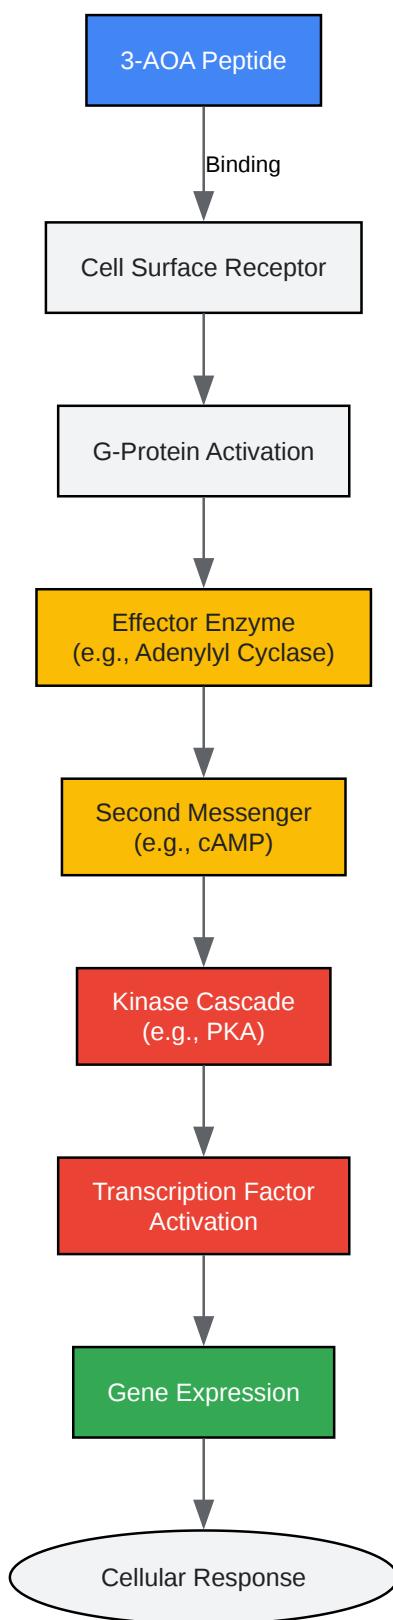 3-AOA Peptide
Binding
Cell Surface Receptor
G-Protein Activation
Effector Enzyme
(e.g., Adenylyl Cyclase)
Second Messenger
(e.g., cAMP)
Kinase Cascade
(e.g., PKA)
Transcription Factor
Activation
Gene Expression
Cellular Response